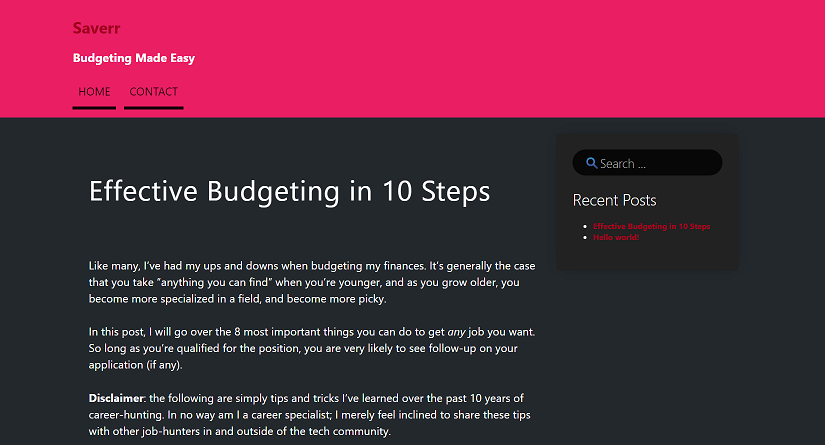 Saverr
Budgeting Made Easy
HOME CONTACT
Effective Budgeting in 10 Steps
Like many, I’ve had my ups and downs when budgeting my finances. It’s generally the case
that you take “anything you can find” when you’re younger, and as you grow older, you
become more specialized in a field, and become more picky.
In this post, I will go over the 8 most important things you can do to get any job you want.
So long as you’re qualified for the position, you are very likely to see follow-up on your
application (if any).
Disclaimer: the following are simply tips and tricks I’ve learned over the past 10 years of
career-hunting. In no way am I a career specialist; I merely feel inclined to share these tips
with other job-hunters in and outside of the tech community.
Search ...
Recent Posts
Effective Budgeting in 10 Steps
Hello world!